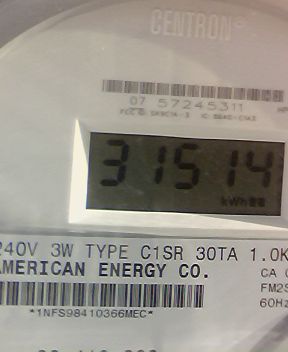 CENTRON®
07 57245311
31514
kWh
240V 3W TYPE C1SR 30TA 1.0K
AMERICAN ENERGY CO.
CA
FM2S
60Hz
*1NFS98410366MEC*